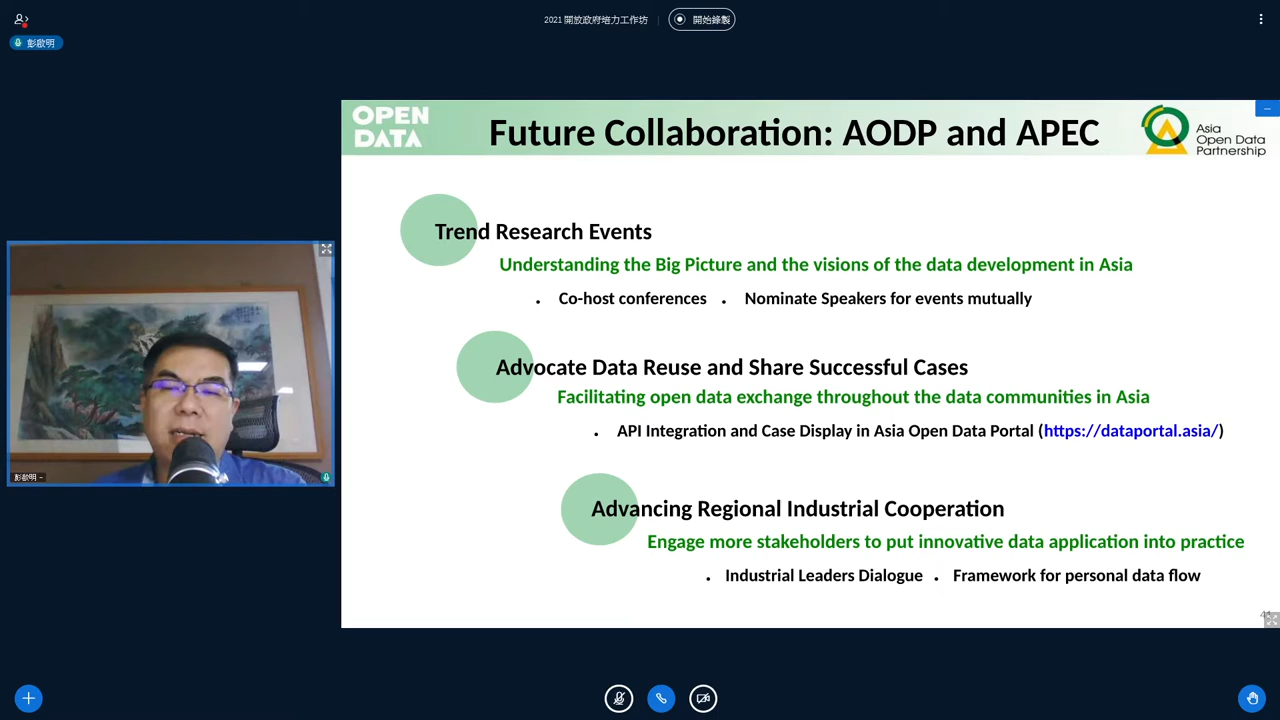 2021 開放政府培力工作坊
開始錄製
彭啟明
OPEN
DATA
Future Collaboration: AODP and APEC
Asia
Open Data
Partnership
Trend Research Events
Understanding the Big Picture and the visions of the data development in Asia
• Co-host conferences • Nominate Speakers for events mutually
Advocate Data Reuse and Share Successful Cases
Facilitating open data exchange throughout the data communities in Asia
• API Integration and Case Display in Asia Open Data Portal (https://dataportal.asia/)
Advancing Regional Industrial Cooperation
Engage more stakeholders to put innovative data application into practice
• Industrial Leaders Dialogue • Framework for personal data flow
彭啟明